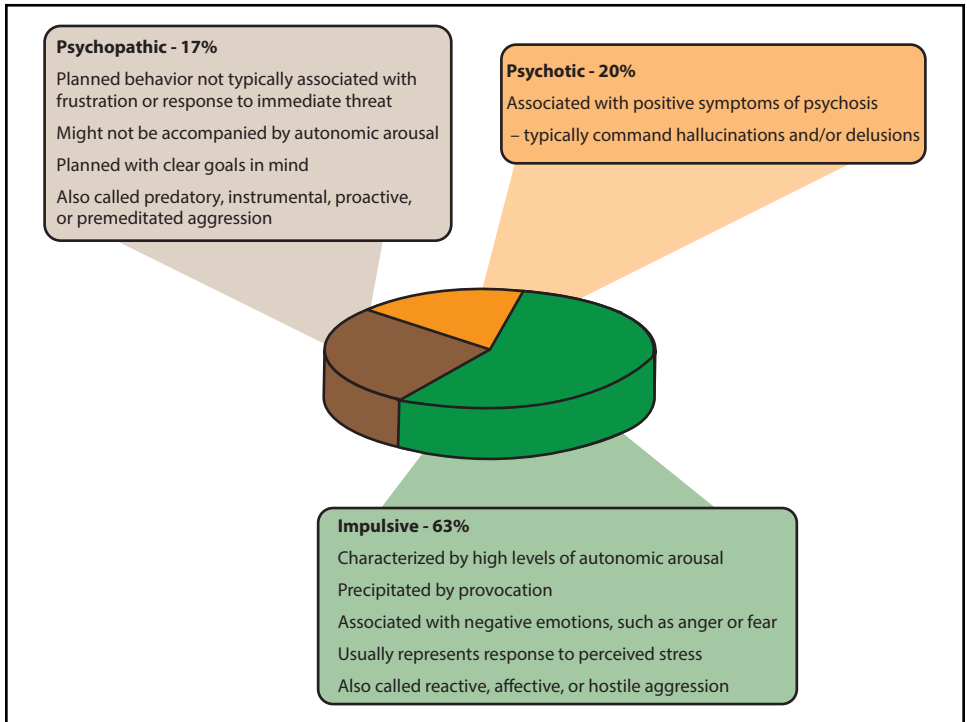 Psychopathic - 17%
Planned behavior not typically associated with
frustration or response to immediate threat
Might not be accompanied by autonomic arousal
Planned with clear goals in mind
Also called predatory, instrumental, proactive,
or premeditated aggression
Psychotic - 20%
Associated with positive symptoms of psychosis
– typically command hallucinations and/or delusions
Impulsive - 63%
Characterized by high levels of autonomic arousal
Precipitated by provocation
Associated with negative emotions, such as anger or fear
Usually represents response to perceived stress
Also called reactive, affective, or hostile aggression